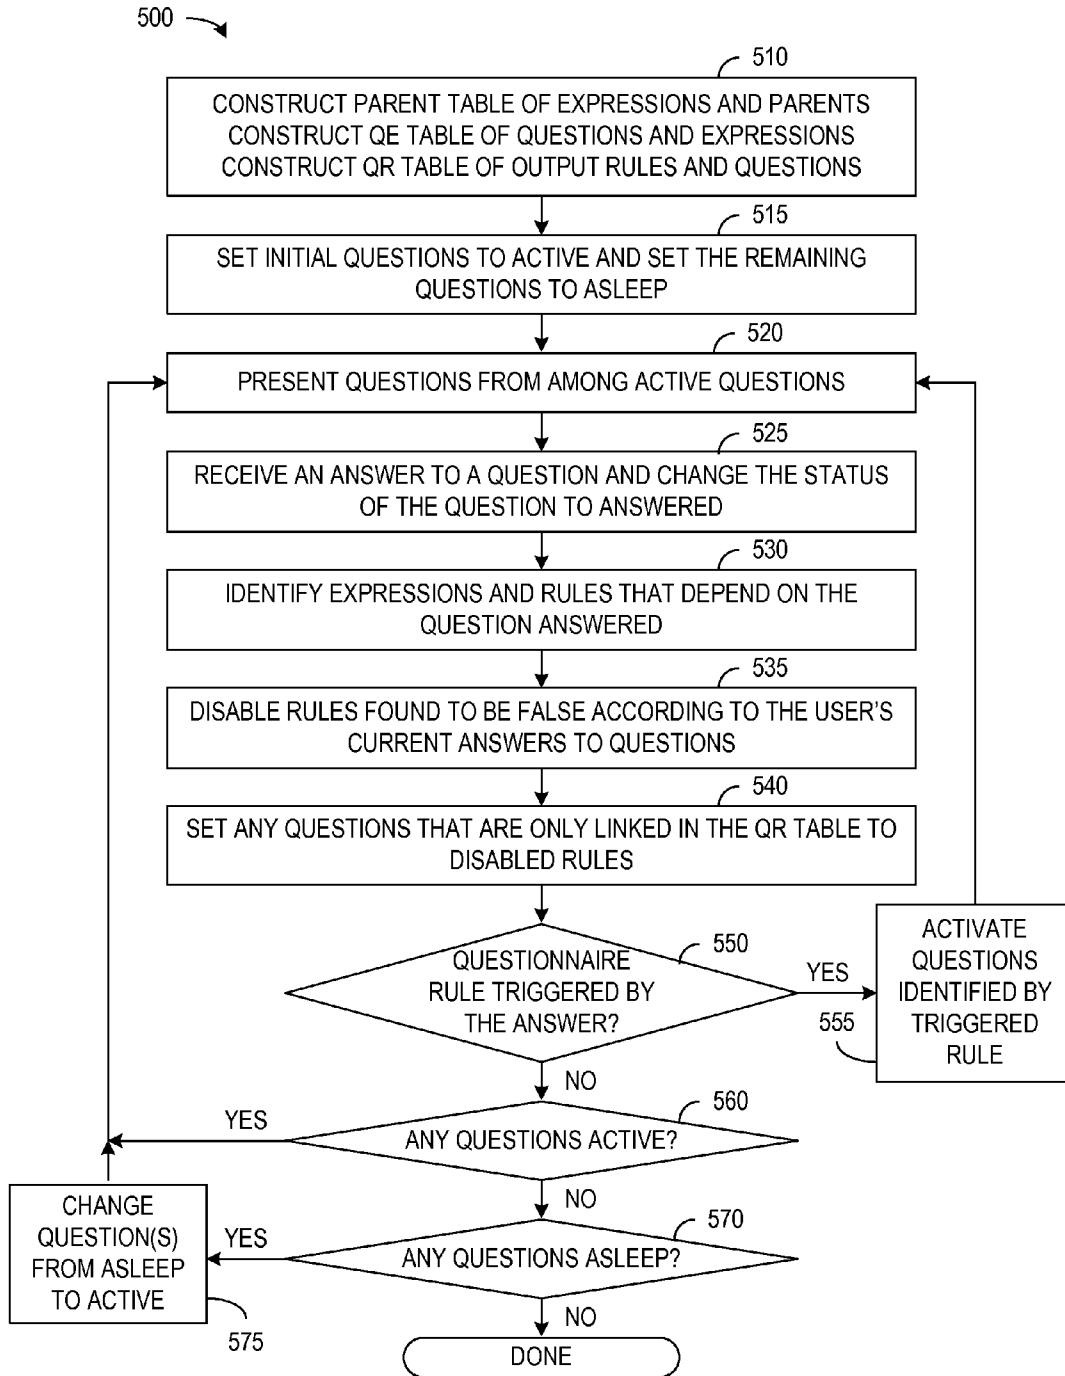 500
510
CONSTRUCT PARENT TABLE OF EXPRESSIONS AND PARENTS
CONSTRUCT QE TABLE OF QUESTIONS AND EXPRESSIONS
CONSTRUCT QR TABLE OF OUTPUT RULES AND QUESTIONS
515
SET INITIAL QUESTIONS TO ACTIVE AND SET THE REMAINING
QUESTIONS TO ASLEEP
520
PRESENT QUESTIONS FROM AMONG ACTIVE QUESTIONS
525
RECEIVE AN ANSWER TO A QUESTION AND CHANGE THE STATUS
OF THE QUESTION TO ANSWERED
530
IDENTIFY EXPRESSIONS AND RULES THAT DEPEND ON THE
QUESTION ANSWERED
535
DISABLE RULES FOUND TO BE FALSE ACCORDING TO THE USER'S
CURRENT ANSWERS TO QUESTIONS
540
SET ANY QUESTIONS THAT ARE ONLY LINKED IN THE QR TABLE TO
DISABLED RULES
550
QUESTIONNAIRE
RULE TRIGGERED BY
THE ANSWER?
YES
555
ACTIVATE
QUESTIONS
IDENTIFIED BY
TRIGGERED
RULE
NO
560
ANY QUESTIONS ACTIVE?
YES
NO
570
ANY QUESTIONS ASLEEP?
YES
CHANGE
QUESTION(S)
FROM ASLEEP
TO ACTIVE
575
NO
DONE